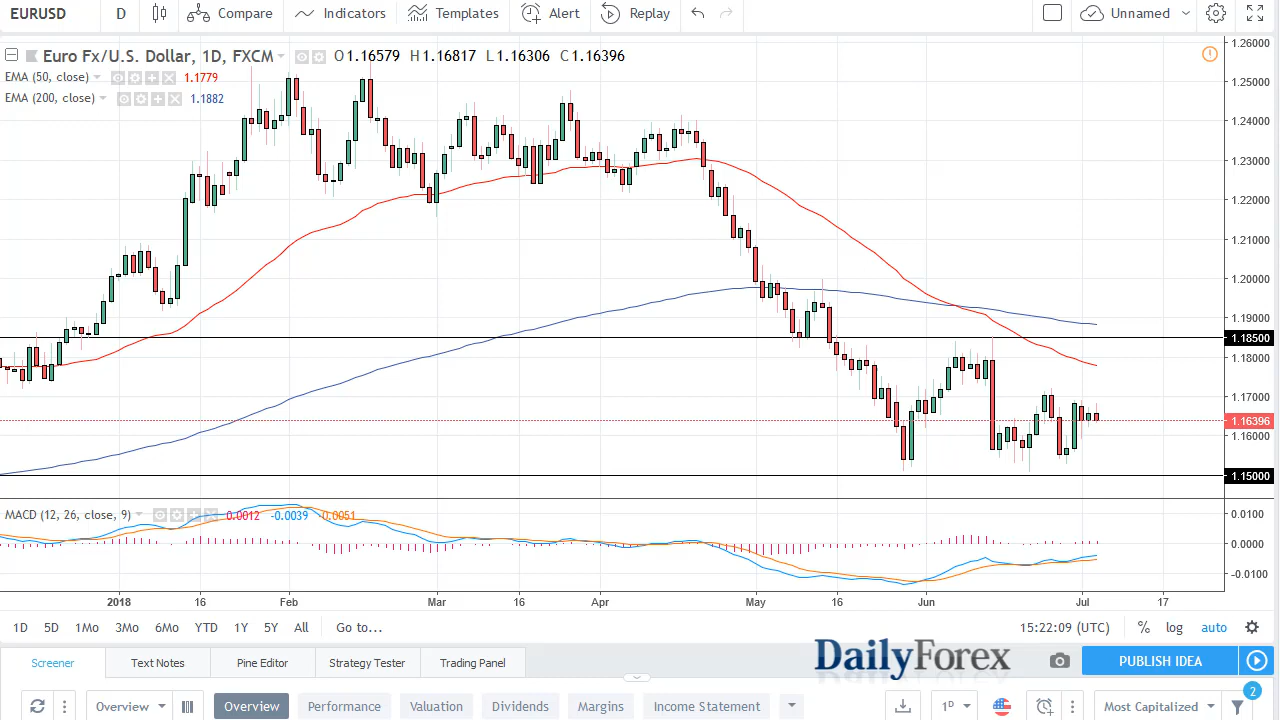 EURUSD D Compare Indicators Templates Alert Replay Unnamed
Euro Fx/U.S. Dollar, 1D, FXCM O1.16579 H1.16817 L1.16306 C1.16396
EMA (50, close) 1.1779
EMA (200, close) 1.1882
1.26000
1.25000
1.24000
1.23000
1.22000
1.21000
1.20000
1.19000
1.18500
1.18000
1.17000
1.16396
1.16000
1.15000
MACD (12, 26, close, 9) 0.0012 -0.0039 -0.0051
0.0100
0.0000
-0.0100
2018 16 Feb Mar 16 Apr May 16 Jun Jul 17
1D 5D 1Mo 3Mo 6Mo YTD 1Y 5Y All Go to... 15:22:09 (UTC) % log auto
Screener Text Notes Pine Editor Strategy Tester Trading Panel DailyForex PUBLISH IDEA
2
Overview Overview Performance Valuation Dividends Margins Income Statement 1D Most Capitalized